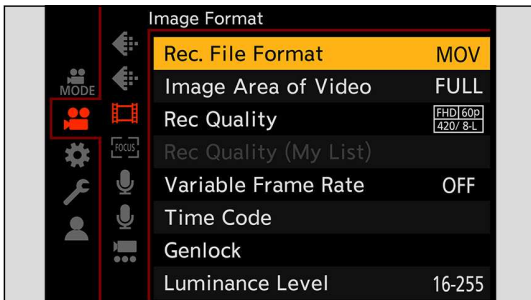 Image Format
Rec. File Format MOV
Image Area of Video FULL
MODE
Rec Quality FHD 60p 420/ 8-L
FOCUS
Rec Quality (My List)
Variable Frame Rate OFF
Time Code
Genlock
Luminance Level 16-255